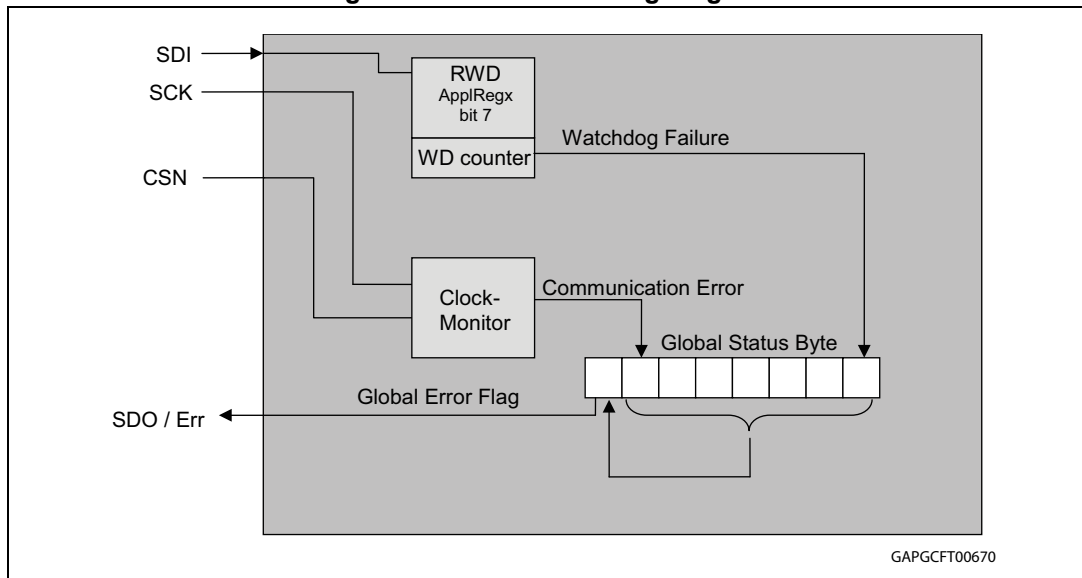 SDI
SCK
CSN
RWD
ApplRegx
bit 7
WD counter
Watchdog Failure
Clock-
Monitor
Communication Error
Global Status Byte
Global Error Flag
SDO / Err
GAPGCFT00670